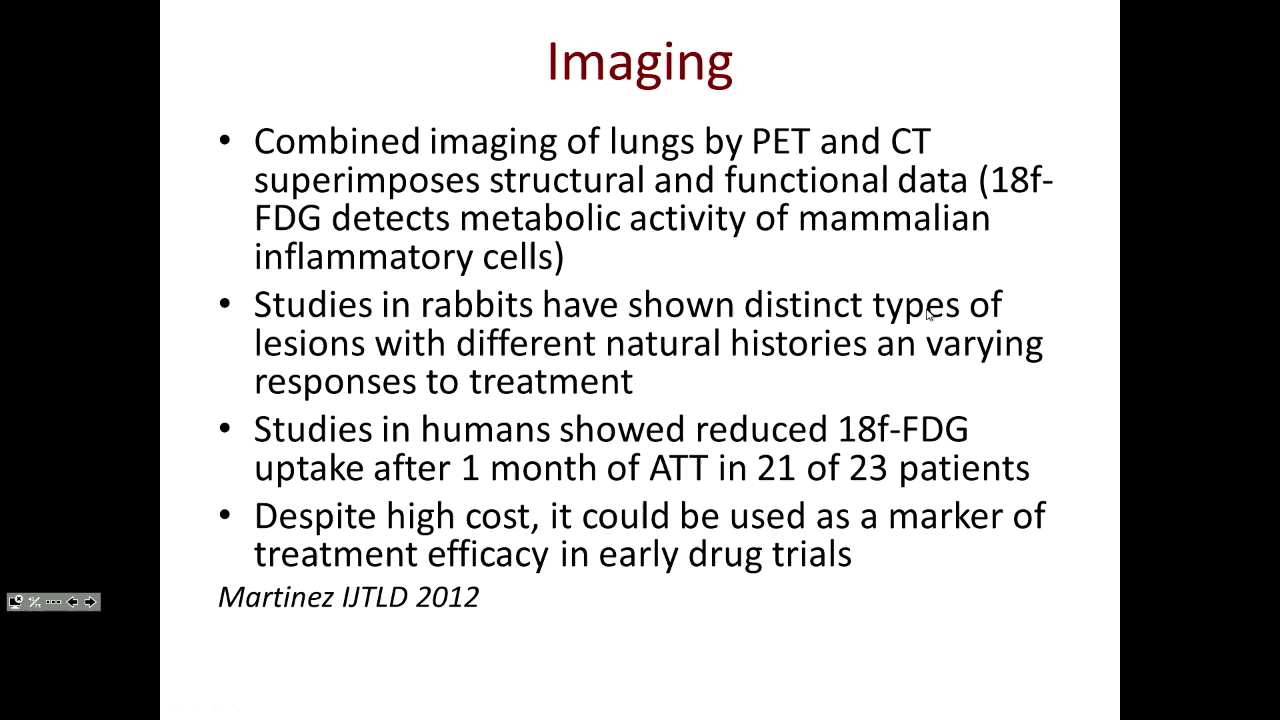 Imaging
• Combined imaging of lungs by PET and CT
superimposes structural and functional data (18f-
FDG detects metabolic activity of mammalian
inflammatory cells)
• Studies in rabbits have shown distinct types of
lesions with different natural histories an varying
responses to treatment
• Studies in humans showed reduced 18f-FDG
uptake after 1 month of ATT in 21 of 23 patients
• Despite high cost, it could be used as a marker of
treatment efficacy in early drug trials
Martinez IJTLD 2012